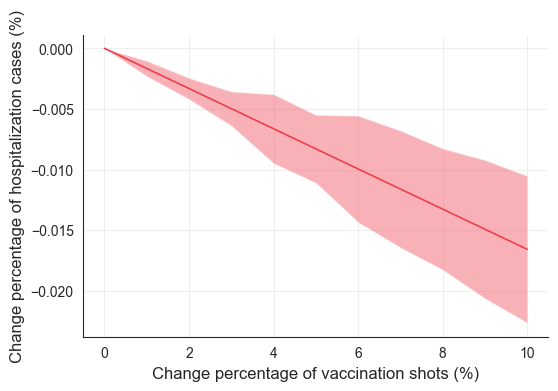 Change percentage of hospitalization cases (%)
0.000
−0.005
−0.010
−0.015
−0.020
0 2 4 6 8 10
Change percentage of vaccination shots (%)